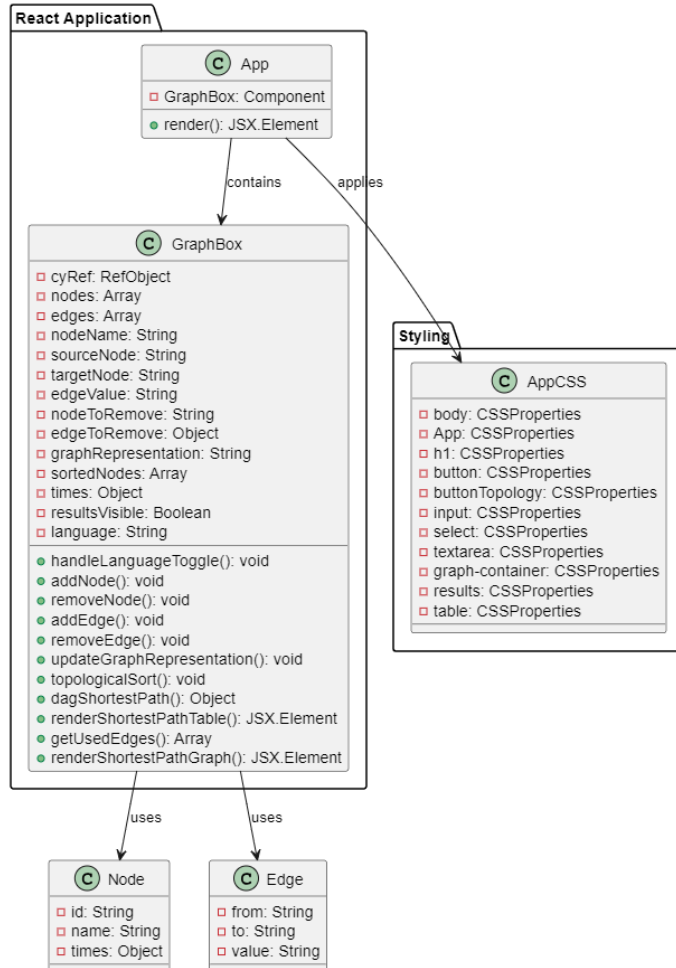 React Application
C App
GraphBox: Component
render(): JSX.Element
contains
applies
C GraphBox
cyRef: RefObject
nodes: Array
edges: Array
nodeName: String
sourceNode: String
targetNode: String
edgeValue: String
nodeToRemove: String
edgeToRemove: Object
graphRepresentation: String
sortedNodes: Array
times: Object
resultsVisible: Boolean
language: String
handleLanguageToggle(): void
addNode(): void
removeNode(): void
addEdge(): void
removeEdge(): void
updateGraphRepresentation(): void
topologicalSort(): void
dagShortestPath(): Object
renderShortestPathTable(): JSX.Element
getUsedEdges(): Array
renderShortestPathGraph(): JSX.Element
Styling
C AppCSS
body: CSSProperties
App: CSSProperties
h1: CSSProperties
button: CSSProperties
buttonTopology: CSSProperties
input: CSSProperties
select: CSSProperties
textarea: CSSProperties
graph-container: CSSProperties
results: CSSProperties
table: CSSProperties
uses
uses
C Node
id: String
name: String
times: Object
C Edge
from: String
to: String
value: String